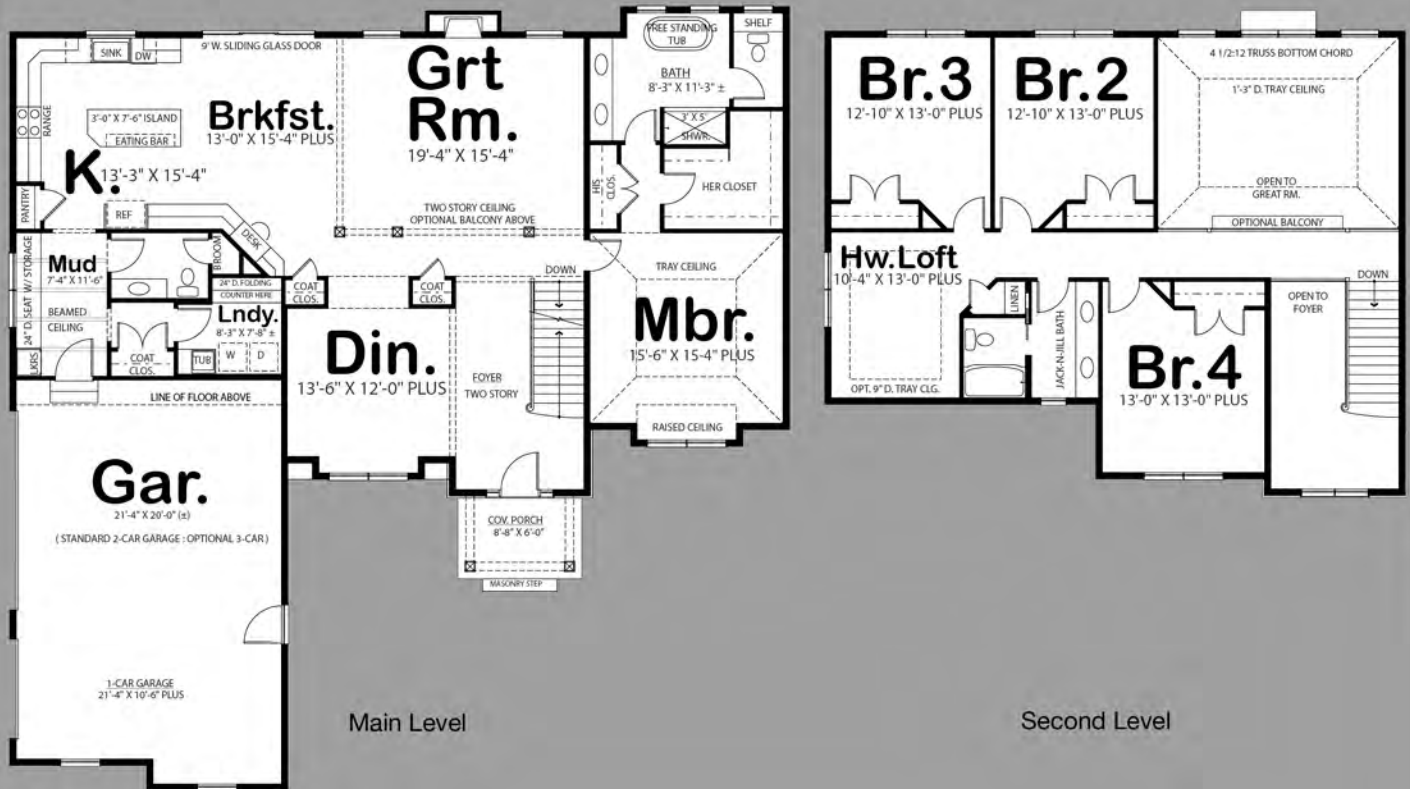 SINK
DW
9' W. SLIDING GLASS DOOR
RANGE
3'-0" X 7'-6" ISLAND
EATING BAR
Brkfst.
13'-0" X 15'-4" PLUS
Grt
Rm.
19'-4" X 15'-4"
K.
13'-3" X 15'-4"
PANTRY
REF
DESK
BROOM
TWO STORY CEILING
OPTIONAL BALCONY ABOVE
FREE STANDING
TUB
SHELF
BATH
8'-3" X 11'-3" ±
3' X 5'
SHWR.
HIS
CLOS.
HER CLOSET
Mud
7'-4" X 11'-6"
24" D. SEAT W/ STORAGE
BEAMED
CEILING
LKRS
COAT
CLOS.
24" D. FOLDING
COUNTER HERE
Lndy.
8'-3" X 7'-8" ±
TUB
W
D
COAT
CLOS.
COAT
CLOS.
DOWN
Din.
13'-6" X 12'-0" PLUS
FOYER
TWO STORY
TRAY CEILING
Mbr.
15'-6" X 15'-4" PLUS
RAISED CEILING
LINE OF FLOOR ABOVE
Gar.
21'-4" X 20'-0" (±)
( STANDARD 2-CAR GARAGE : OPTIONAL 3-CAR )
1-CAR GARAGE
21'-4" X 10'-6" PLUS
COV. PORCH
8'-8" X 6'-0"
MASONRY STEP
Main Level
Br.3
12'-10" X 13'-0" PLUS
Br.2
12'-10" X 13'-0" PLUS
4 1/2:12 TRUSS BOTTOM CHORD
1'-3" D. TRAY CEILING
OPEN TO
GREAT RM.
OPTIONAL BALCONY
Hw.Loft
10'-4" X 13'-0" PLUS
OPT. 9" D. TRAY CLG.
LINEN
JACK-N-JILL BATH
Br.4
13'-0" X 13'-0" PLUS
DOWN
OPEN TO
FOYER
Second Level